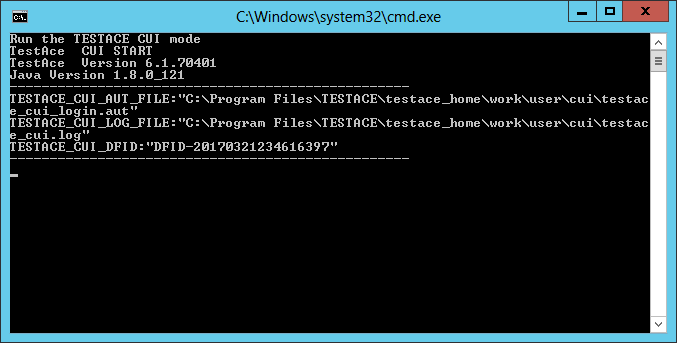 C:\Windows\system32\cmd.exe
Run the TESTACE CUI mode
TestAce  CUI START
TestAce  Version 6.1.70401
Java Version 1.8.0_121
--------------------------------------------------
TESTACE_CUI_AUT_FILE:"C:\Program Files\TESTACE\testace_home\work\user\cui\testac
e_cui_login.aut"
TESTACE_CUI_LOG_FILE:"C:\Program Files\TESTACE\testace_home\work\user\cui\testac
e_cui.log"
TESTACE_CUI_DFID:"DFID-20170321234616397"
--------------------------------------------------